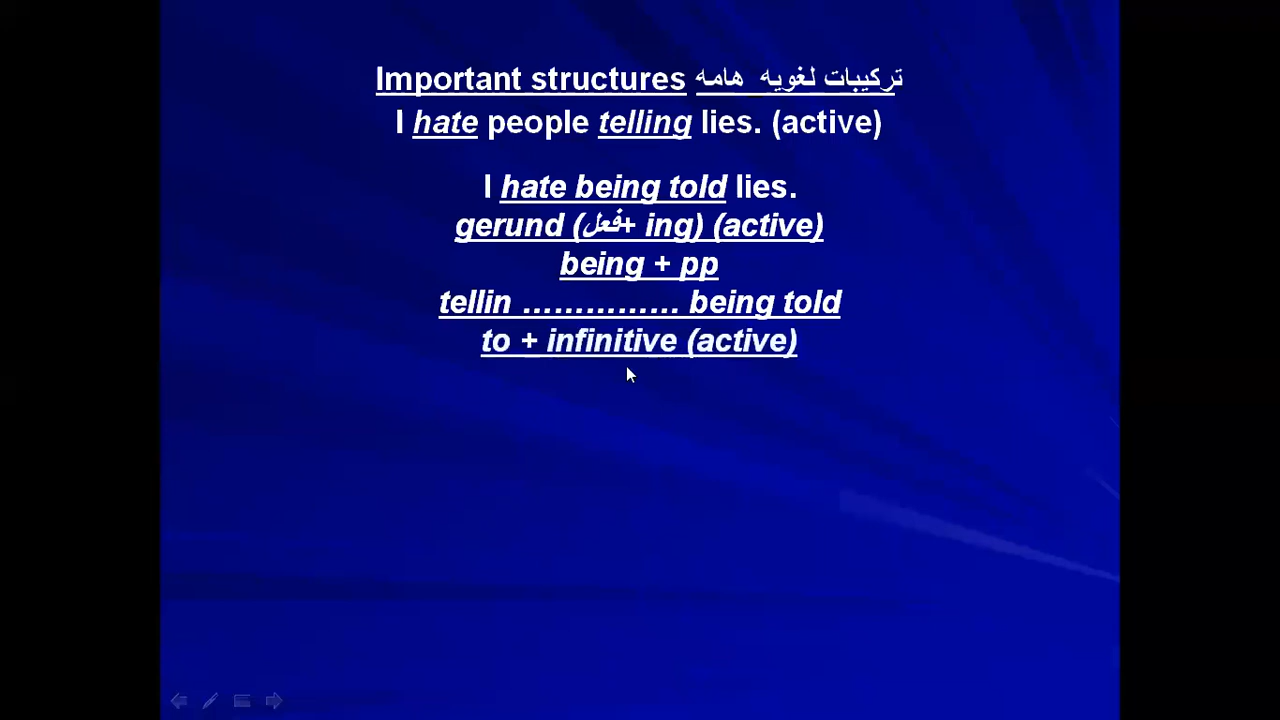 Important structures تركيبات لغويه هامه
I hate people telling lies. (active)
I hate being told lies.
gerund (فعل+ ing) (active)
being + pp
tellin …………… being told
to + infinitive (active)